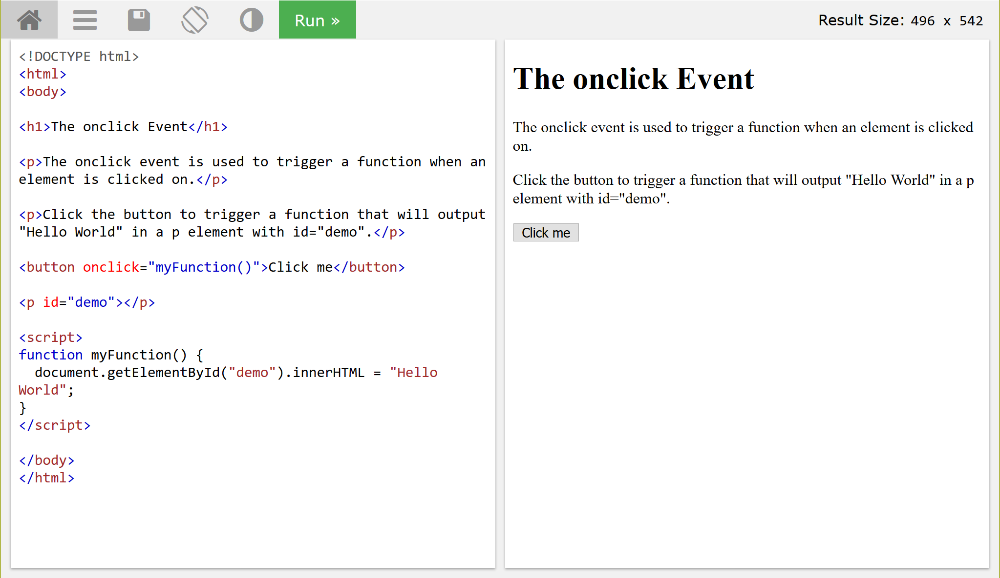 Run »
Result Size: 496 x 542
<!DOCTYPE html>
<html>
<body>
<h1>The onclick Event</h1>
<p>The onclick event is used to trigger a function when an
element is clicked on.</p>
<p>Click the button to trigger a function that will output
"Hello World" in a p element with id="demo".</p>
<button onclick="myFunction()">Click me</button>
<p id="demo"></p>
<script>
function myFunction() {
  document.getElementById("demo").innerHTML = "Hello
World";
}
</script>
</body>
</html>
The onclick Event
The onclick event is used to trigger a function when an element is clicked
on.
Click the button to trigger a function that will output "Hello World" in a p
element with id="demo".
Click me